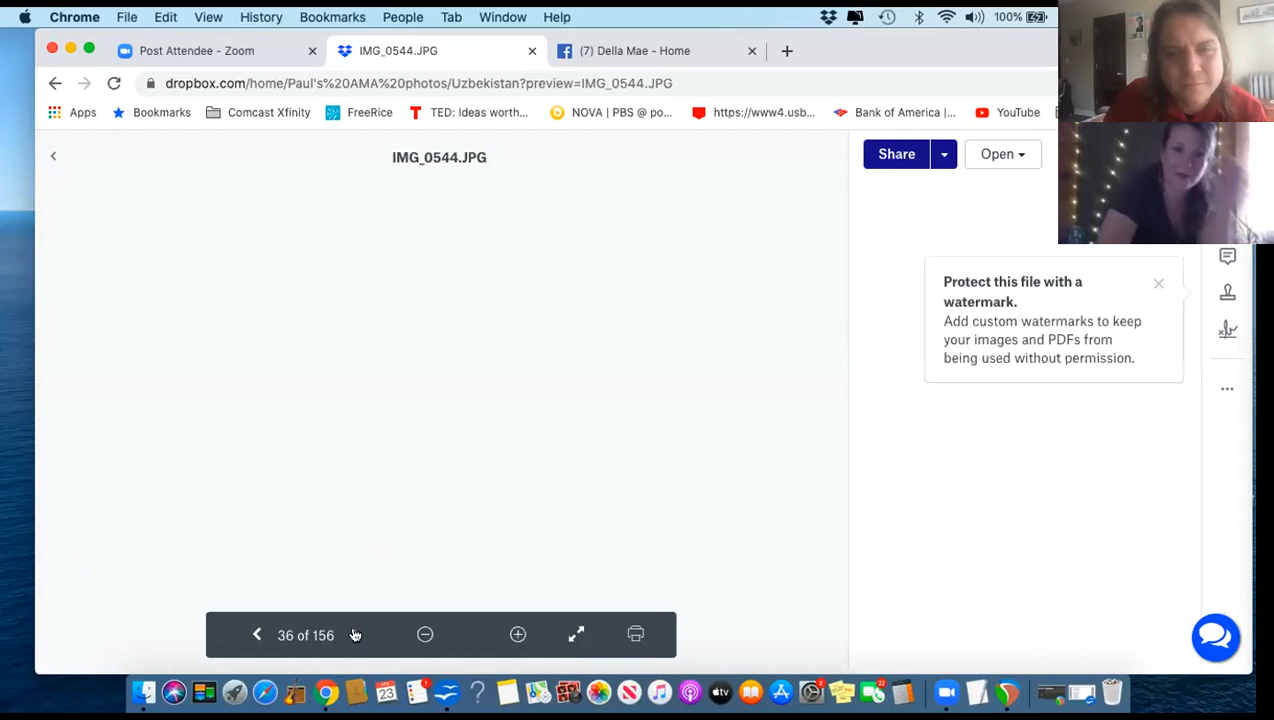 Chrome File Edit View History Bookmarks People Tab Window Help 100%
Post Attendee - Zoom IMG_0544.JPG (7) Della Mae - Home
dropbox.com/home/Paul's%20AMA%20photos/Uzbekistan?preview=IMG_0544.JPG
Apps Bookmarks Comcast Xfinity FreeRice TED: Ideas worth... NOVA | PBS @ po... https://www4.usb... Bank of America |... YouTube
IMG_0544.JPG
Share Open
Protect this file with a
watermark.
Add custom watermarks to keep
your images and PDFs from
being used without permission.
36 of 156
23
tv